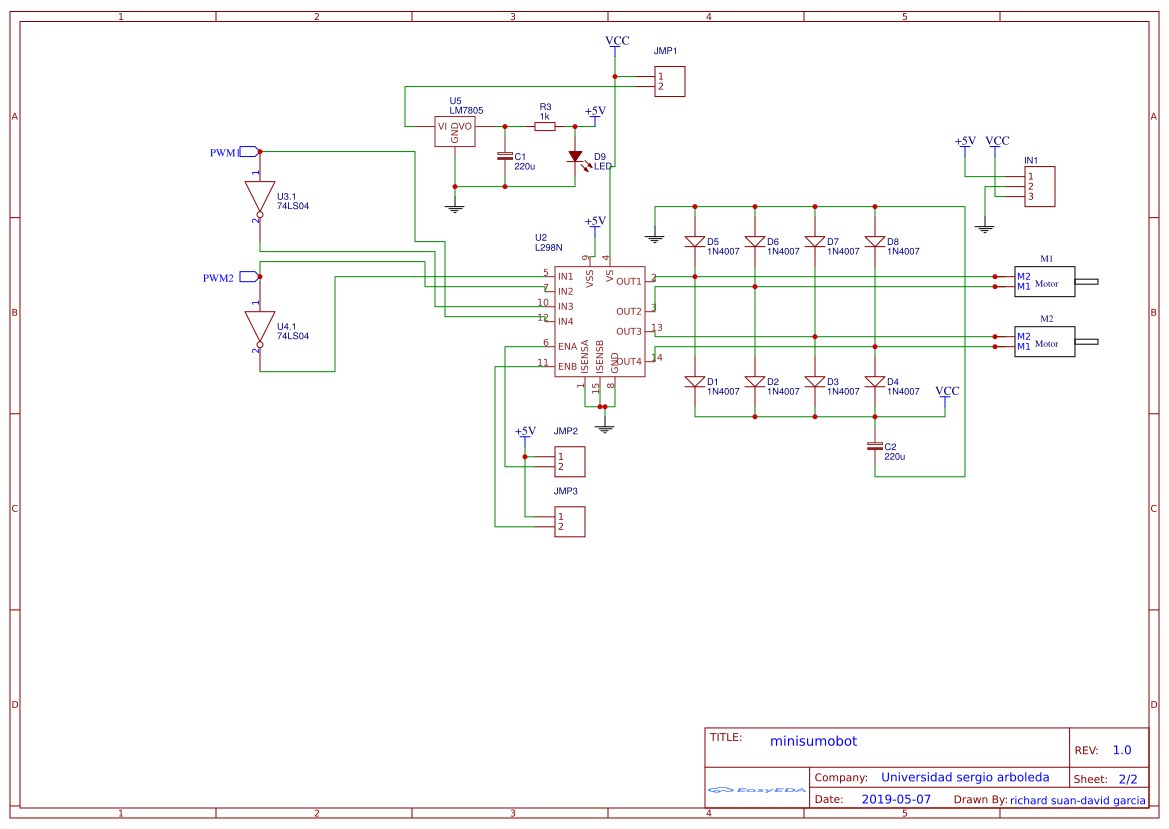 1 2 3 4 5
VCC
JMP1
1
2
A A
U5
LM7805
VI VO
GND
R3
1k
+5V
C1
220u
D9
LED
PWM1
1
U3.1
74LS04
2
+5V VCC
IN1
1
2
3
+5V
U2
L298N
9 4
VSS VS
5 IN1
7 IN2
10 IN3
12 IN4
6 ENA
11 ENB
OUT1 2
OUT2 3
OUT3 13
OUT4 14
ISENSA ISENSB GND
1 15 8
PWM2
1
U4.1
74LS04
2
D5
1N4007
D6
1N4007
D7
1N4007
D8
1N4007
M1
M2
M1
Motor
B B
M2
M2
M1
Motor
D1
1N4007
D2
1N4007
D3
1N4007
D4
1N4007
VCC
C2
220u
+5V
JMP2
1
2
JMP3
1
2
C C
D D
TITLE: minisumobot
REV: 1.0
EasyEDA
Company: Universidad sergio arboleda
Sheet: 2/2
Date: 2019-05-07 Drawn By: richard suan-david garcia
1 2 3 4 5